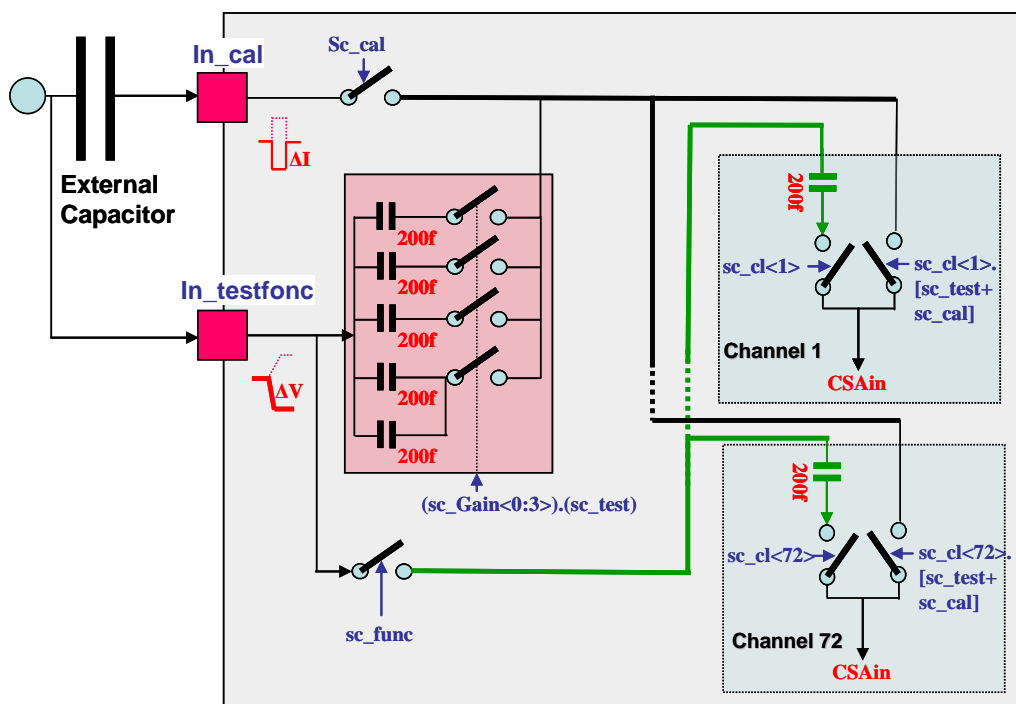 In_cal
Sc_cal
External
Capacitor
ΔI
200f
200f
200f
200f
200f
In_testfonc
ΔV
(sc_Gain<0:3>).(sc_test)
sc_func
200f
sc_cl<1>
sc_cl<1>.
[sc_test+
sc_cal]
Channel 1
CSAin
200f
sc_cl<72>
sc_cl<72>.
[sc_test+
sc_cal]
Channel 72
CSAin